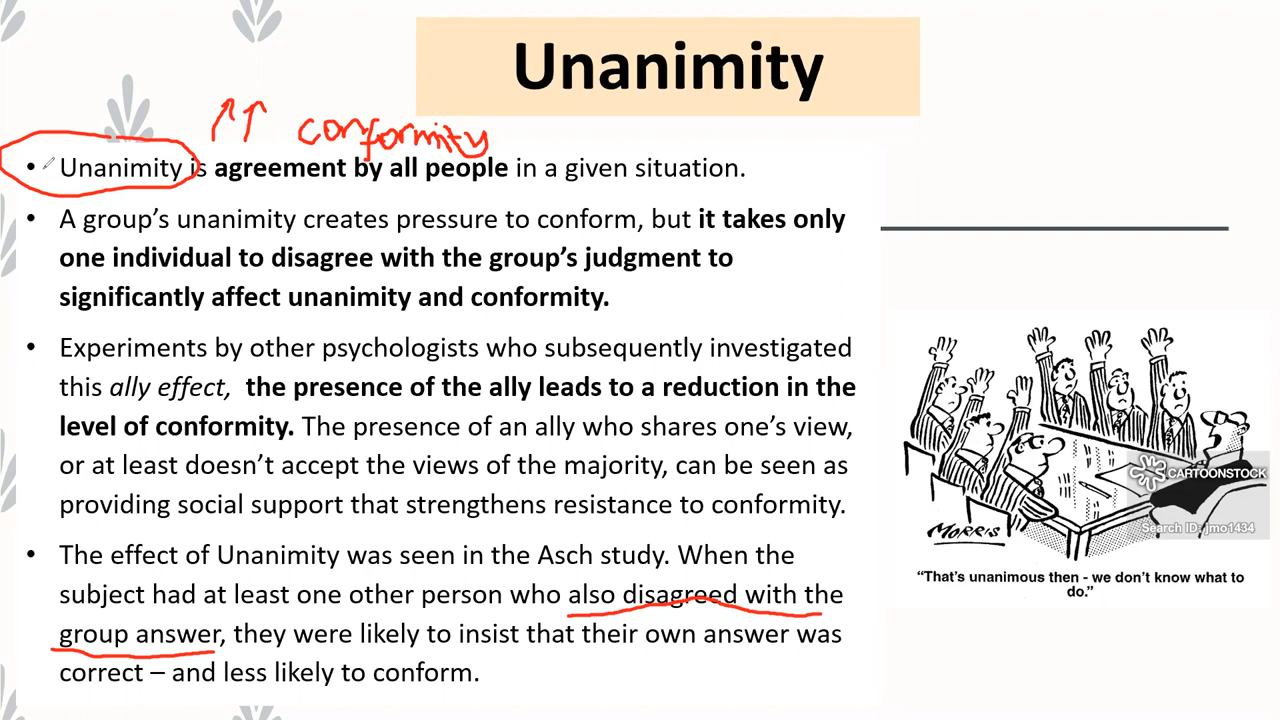 Unanimity
↑↑ conformity
• Unanimity is agreement by all people in a given situation.
• A group’s unanimity creates pressure to conform, but it takes only
one individual to disagree with the group’s judgment to
significantly affect unanimity and conformity.
• Experiments by other psychologists who subsequently investigated
this ally effect, the presence of the ally leads to a reduction in the
level of conformity. The presence of an ally who shares one’s view,
or at least doesn’t accept the views of the majority, can be seen as
providing social support that strengthens resistance to conformity.
• The effect of Unanimity was seen in the Asch study. When the
subject had at least one other person who also disagreed with the
group answer, they were likely to insist that their own answer was
correct – and less likely to conform.
CARTOONSTOCK
Search ID: jmo1434
MORRIS
“That’s unanimous then - we don’t know what to
do.”